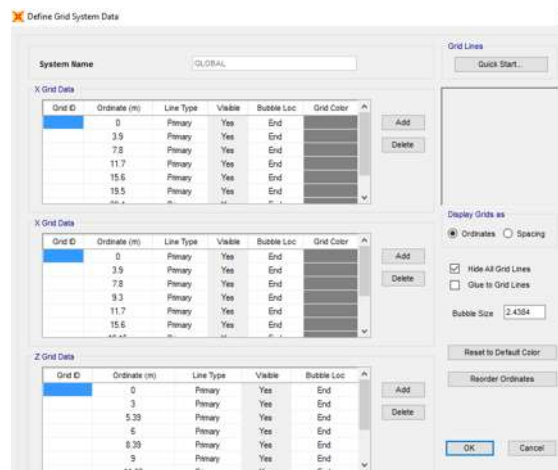 Define Grid System Data
System Name GLOBAL
Grid Lines
Quick Start...
X Grid Data
Grid ID Ordinate (m) Line Type Visible Bubble Loc Grid Color
0 Primary Yes End
3.9 Primary Yes End
7.8 Primary Yes End
11.7 Primary Yes End
15.6 Primary Yes End
19.5 Primary Yes End
Add
Delete
X Grid Data
Grid ID Ordinate (m) Line Type Visible Bubble Loc Grid Color
0 Primary Yes End
3.9 Primary Yes End
7.8 Primary Yes End
9.3 Primary Yes End
11.7 Primary Yes End
15.6 Primary Yes End
Add
Delete
Z Grid Data
Grid ID Ordinate (m) Line Type Visible Bubble Loc
0 Primary Yes End
3 Primary Yes End
5.39 Primary Yes End
6 Primary Yes End
8.39 Primary Yes End
9 Primary Yes End
Add
Delete
Display Grids as
Ordinates Spacing
Hide All Grid Lines
Glue to Grid Lines
Bubble Size 2.4384
Reset to Default Color
Reorder Ordinates
OK Cancel